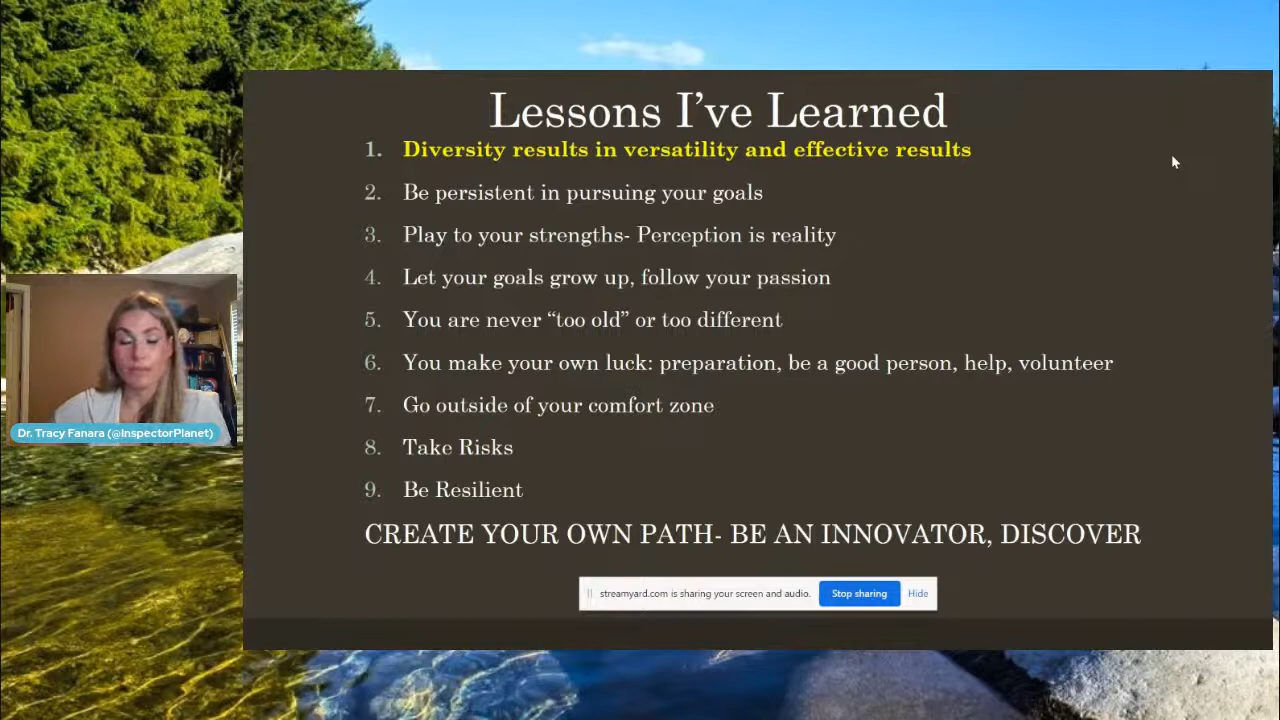 Lessons I’ve Learned
1. Diversity results in versatility and effective results
2. Be persistent in pursuing your goals
3. Play to your strengths- Perception is reality
4. Let your goals grow up, follow your passion
5. You are never “too old” or too different
6. You make your own luck: preparation, be a good person, help, volunteer
7. Go outside of your comfort zone
8. Take Risks
9. Be Resilient
CREATE YOUR OWN PATH- BE AN INNOVATOR, DISCOVER
Dr. Tracy Fanara (@InspectorPlanet)
streamyard.com is sharing your screen and audio. Stop sharing Hide